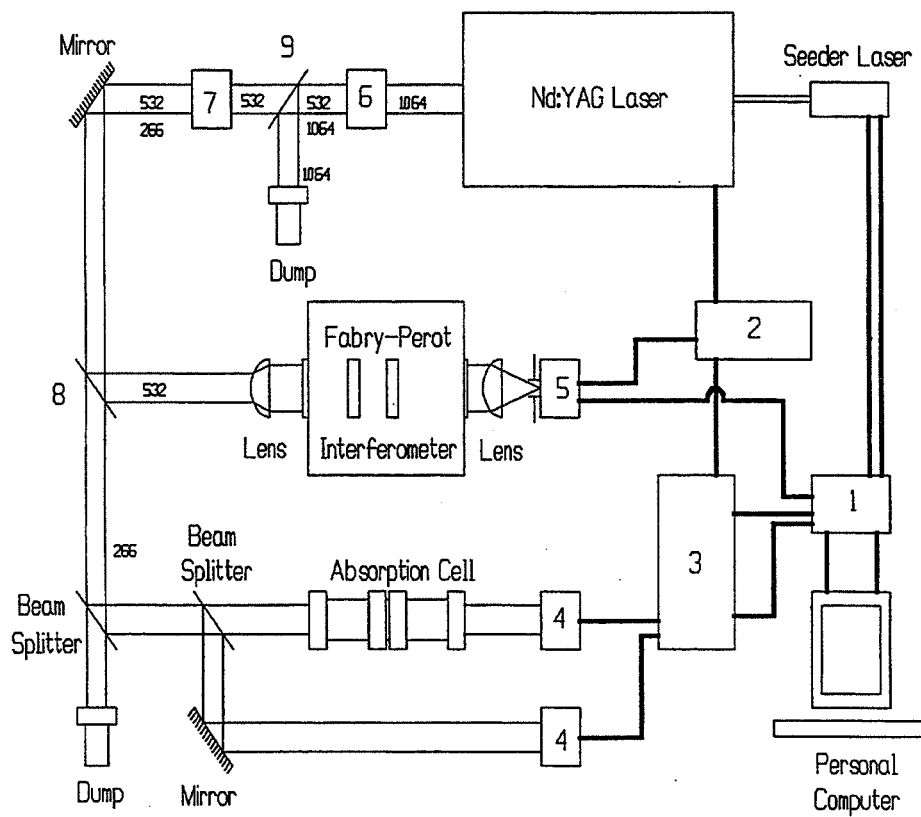 Mirror
9
Seeder Laser
Nd:YAG Laser
532
266
7
532
532
1064
6
1064
1064
Dump
2
Fabry-Perot
8
532
5
Lens
Interferometer
Lens
1
266
Beam
Splitter
Absorption Cell
3
Beam
Splitter
4
4
Dump
Mirror
Personal
Computer